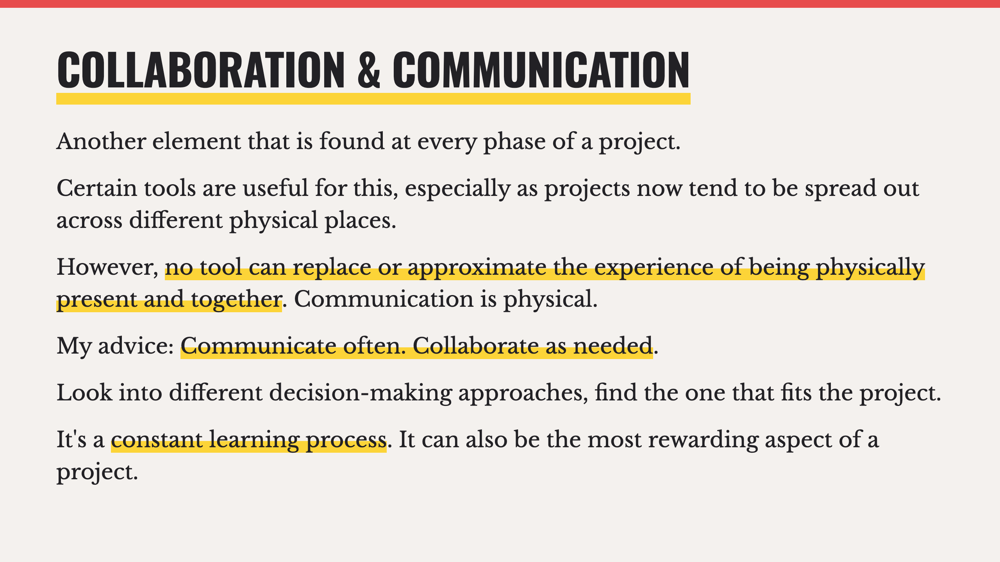 COLLABORATION & COMMUNICATION
Another element that is found at every phase of a project.
Certain tools are useful for this, especially as projects now tend to be spread out
across different physical places.
However, no tool can replace or approximate the experience of being physically
present and together. Communication is physical.
My advice: Communicate often. Collaborate as needed.
Look into different decision-making approaches, find the one that fits the project.
It's a constant learning process. It can also be the most rewarding aspect of a
project.